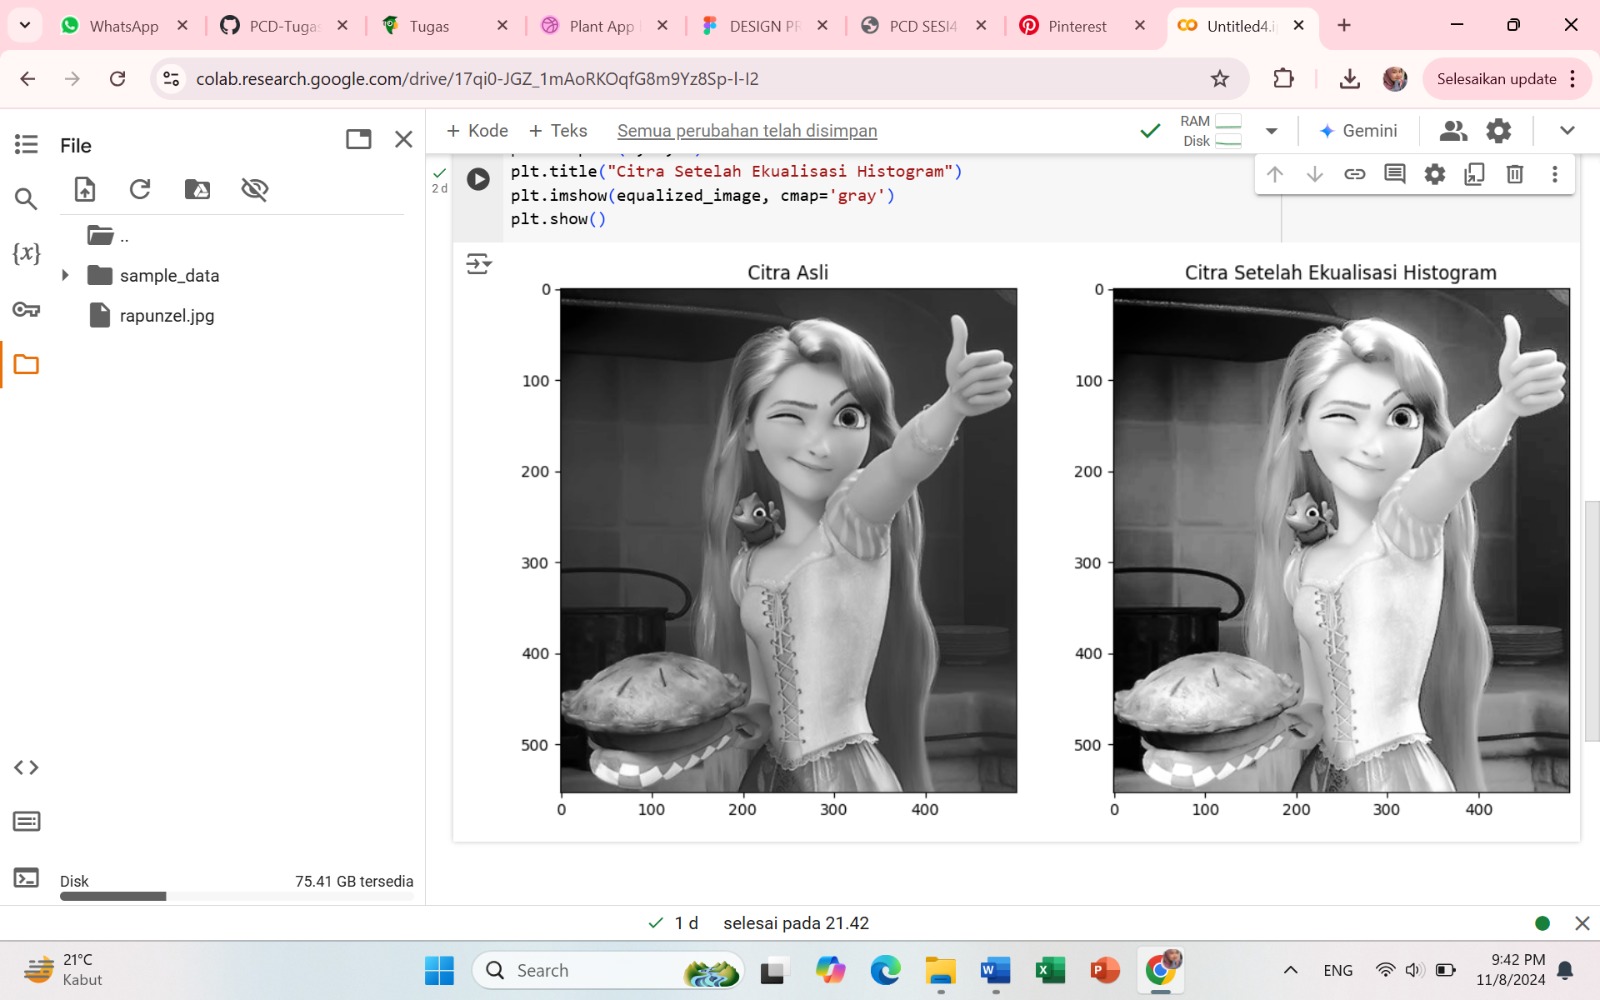 WhatsApp
PCD-Tuga
Tugas
Plant App
DESIGN PR
PCD SESI4
Pinterest
Untitled4.i
colab.research.google.com/drive/17qi0-JGZ_1mAoRKOqfG8m9Yz8Sp-l-I2
Selesaikan update
File
+ Kode + Teks Semua perubahan telah disimpan
RAM
Disk
Gemini
2 d
plt.title("Citra Setelah Ekualisasi Histogram")
plt.imshow(equalized_image, cmap='gray')
plt.show()
{x}
..
sample_data
rapunzel.jpg
Citra Asli
0
100
200
300
400
500
0 100 200 300 400
Citra Setelah Ekualisasi Histogram
0
100
200
300
400
500
0 100 200 300 400
Disk 75.41 GB tersedia
1 d selesai pada 21.42
21°C
Kabut
Search
ENG
9:42 PM
11/8/2024